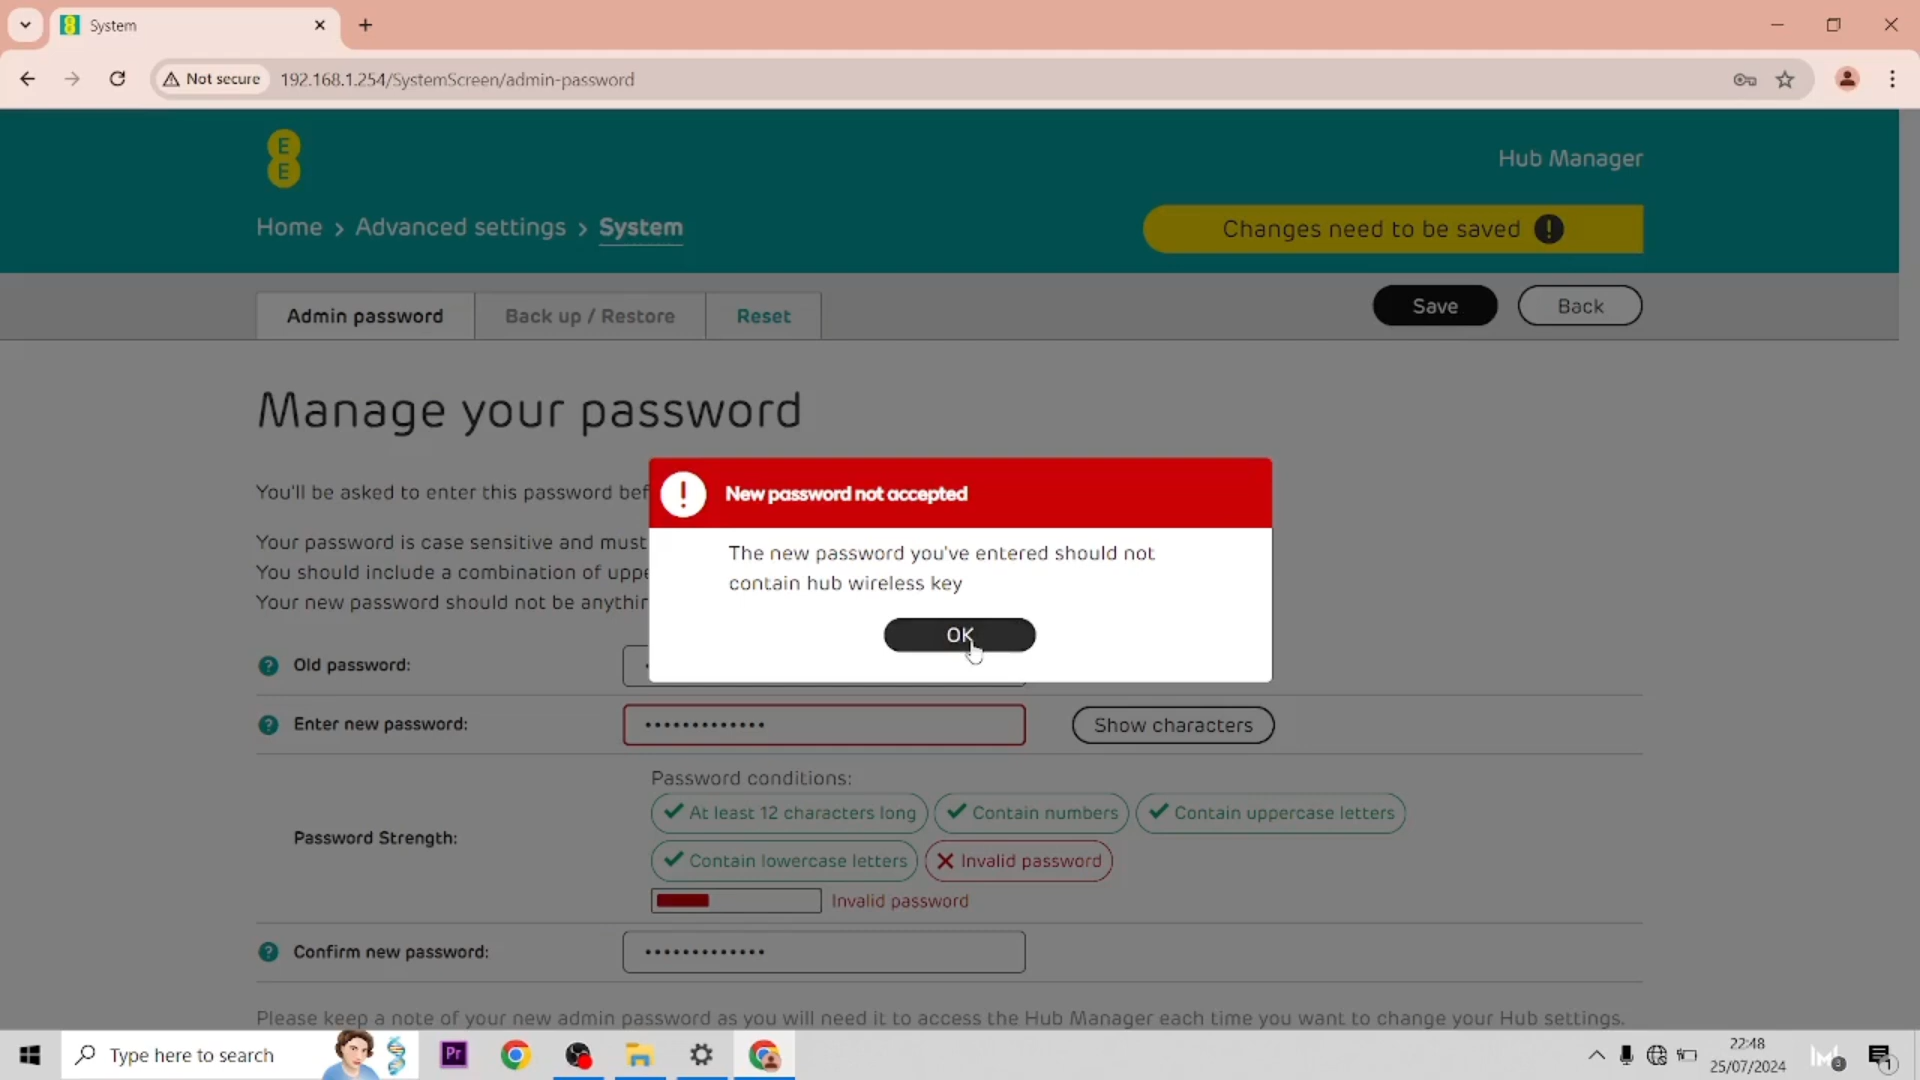 System
Not secure
192.168.1.254/SystemScreen/admin-password
E
E
Hub Manager
Home > Advanced settings > System
Changes need to be saved !
Admin password
Back up / Restore
Reset
Save
Back
Manage your password
You'll be asked to enter this password
Your password is case sensitive and must
You should include a combination of
Your new password should not be
! New password not accepted
The new password you've entered should not
contain hub wireless key
OK
? Old password:
? Enter new password:
•••••••••••••
Show characters
Password conditions:
At least 12 characters long
Contain numbers
Contain uppercase letters
Password Strength:
Contain lowercase letters
Invalid password
Invalid password
? Confirm new password:
•••••••••••••
Please keep a note of your new admin password as you will need it to access the Hub Manager each time you want to change your Hub settings.
Type here to search
Pr
22:48
25/07/2024
3
1